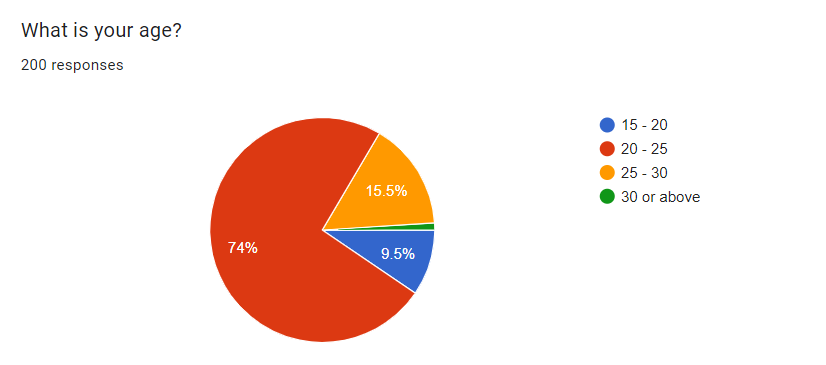 What is your age?
200 responses
15 - 20
20 - 25
25 - 30
30 or above
15.5%
74%
9.5%